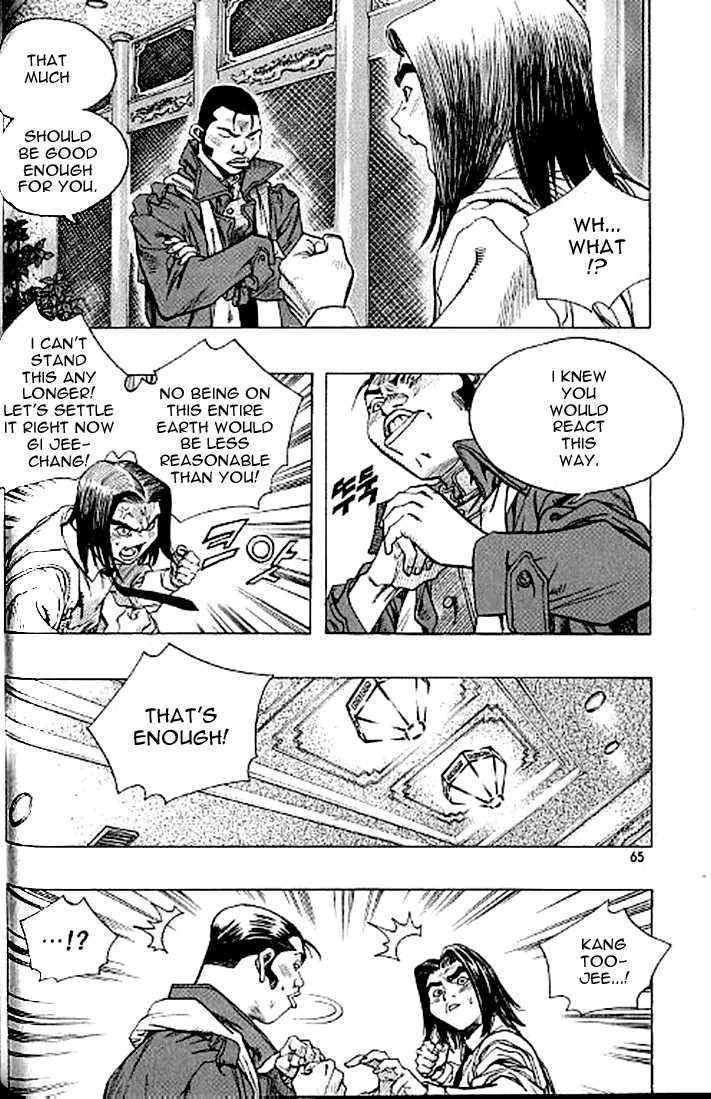 THAT
MUCH
SHOULD
BE GOOD
ENOUGH
FOR YOU.
WH...
WHAT
!?
I CAN'T
STAND
THIS ANY
LONGER!
LET'S SETTLE
IT RIGHT NOW
GI JEE-
CHANG!
NO BEING ON
THIS ENTIRE
EARTH WOULD
BE LESS
REASONABLE
THAN YOU!
I KNEW
YOU
WOULD
REACT
THIS
WAY.
뚜둑
THAT'S
ENOUGH!
65
...!?
KANG
TOO-
JEE...!